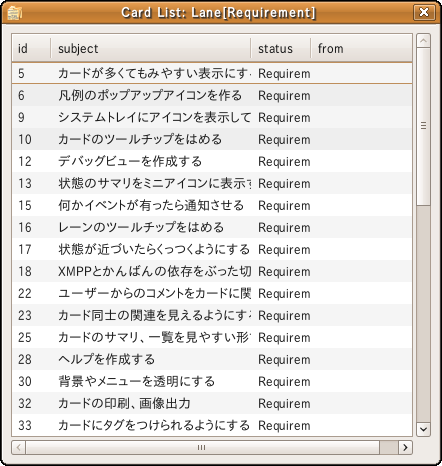 Card List: Lane[Requirement]
id subject status from
5 カードが多くてもみやすい表示にす Requirem
6 凡例のポップアップアイコンを作る Requirem
9 システムトレイにアイコンを表示して Requirem
10 カードのツールチップをはめる Requirem
12 デバッグビューを作成する Requirem
13 状態のサマリをミニアイコンに表示す Requirem
15 何かイベントが有ったら通知させる Requirem
16 レーンのツールチップをはめる Requirem
17 状態が近づいたらくっつくようにする Requirem
18 XMPPとかんばんの依存をぶった切 Requirem
22 ユーザーからのコメントをカードに関 Requirem
23 カード同士の関連を見えるようにす Requirem
25 カードのサマリ、一覧を見やすい形 Requirem
28 ヘルプを作成する Requirem
30 背景やメニューを透明にする Requirem
32 カードの印刷、画像出力 Requirem
33 カードにタグをつけられるようにする Requirem